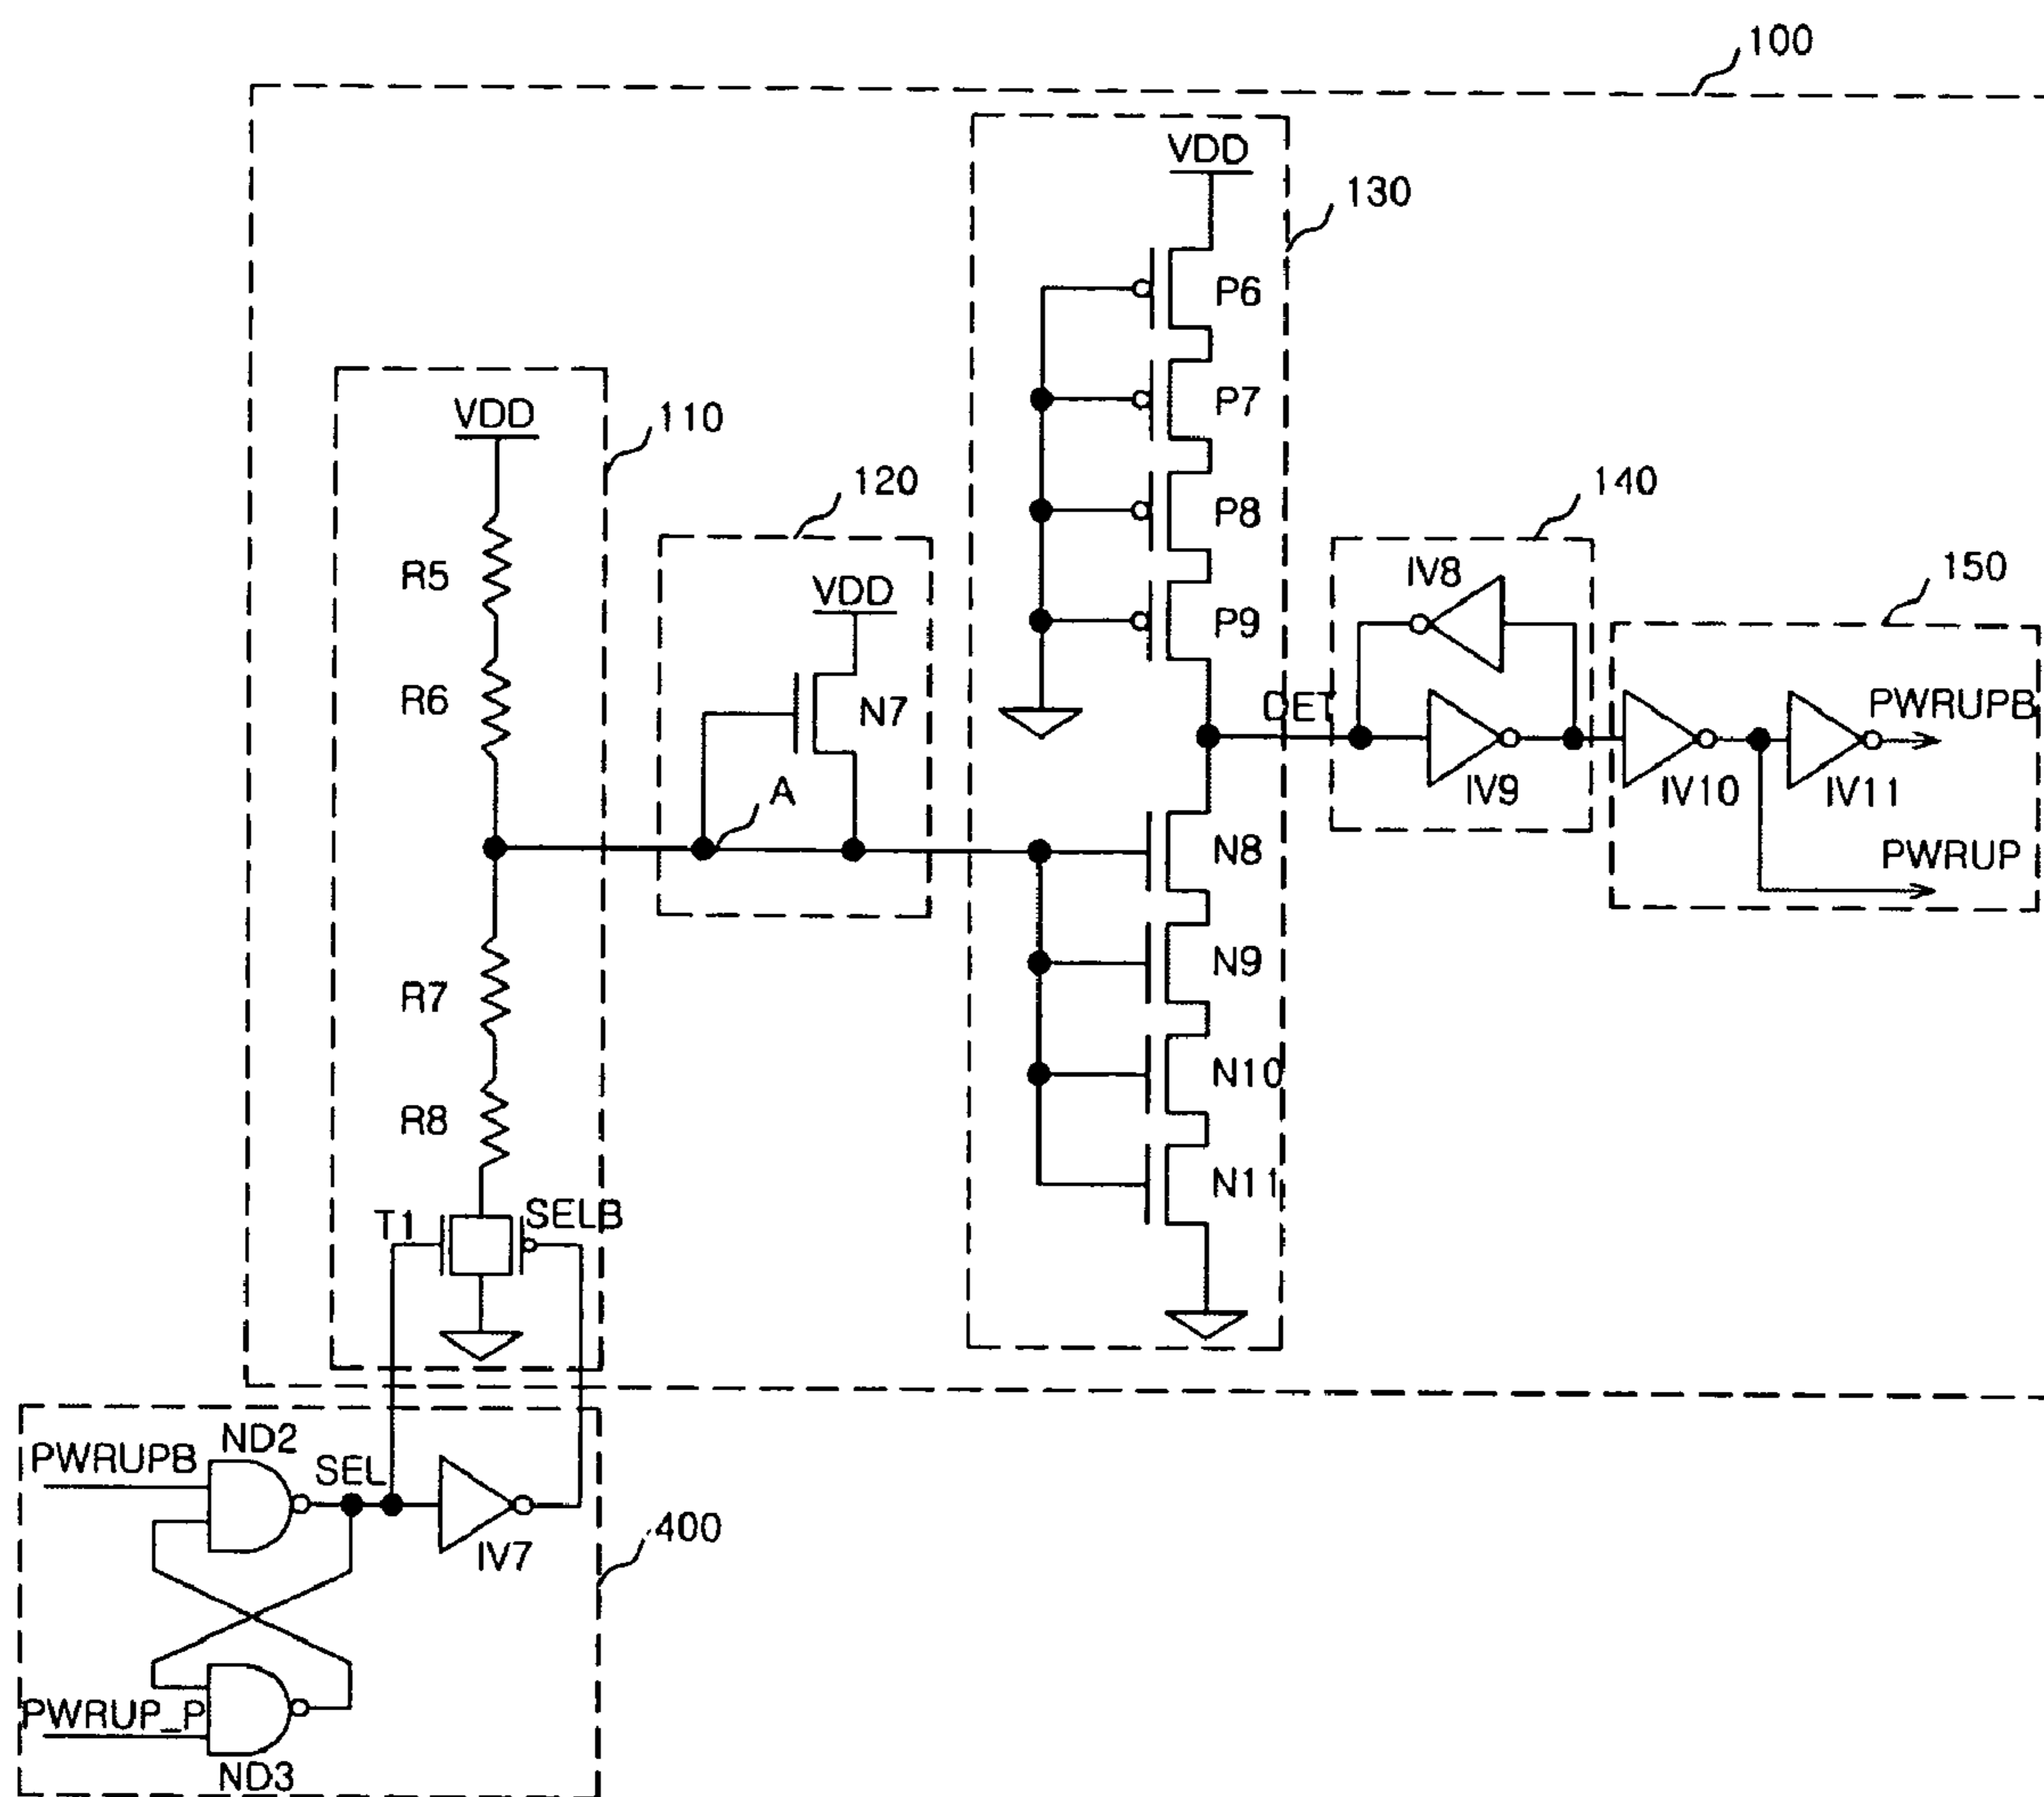 100
VDD
130
P6
P7
VDD
110
120
P8
140
R5
IV8
150
VDD
P9
R6
N7
DET
PWRUPB
A
IV9
IV10
IV11
N8
PWRUP
N9
R7
N10
R8
N11
T1
SELB
ND2
PWRUPB
SEL
400
IV7
PWRUP_P
ND3